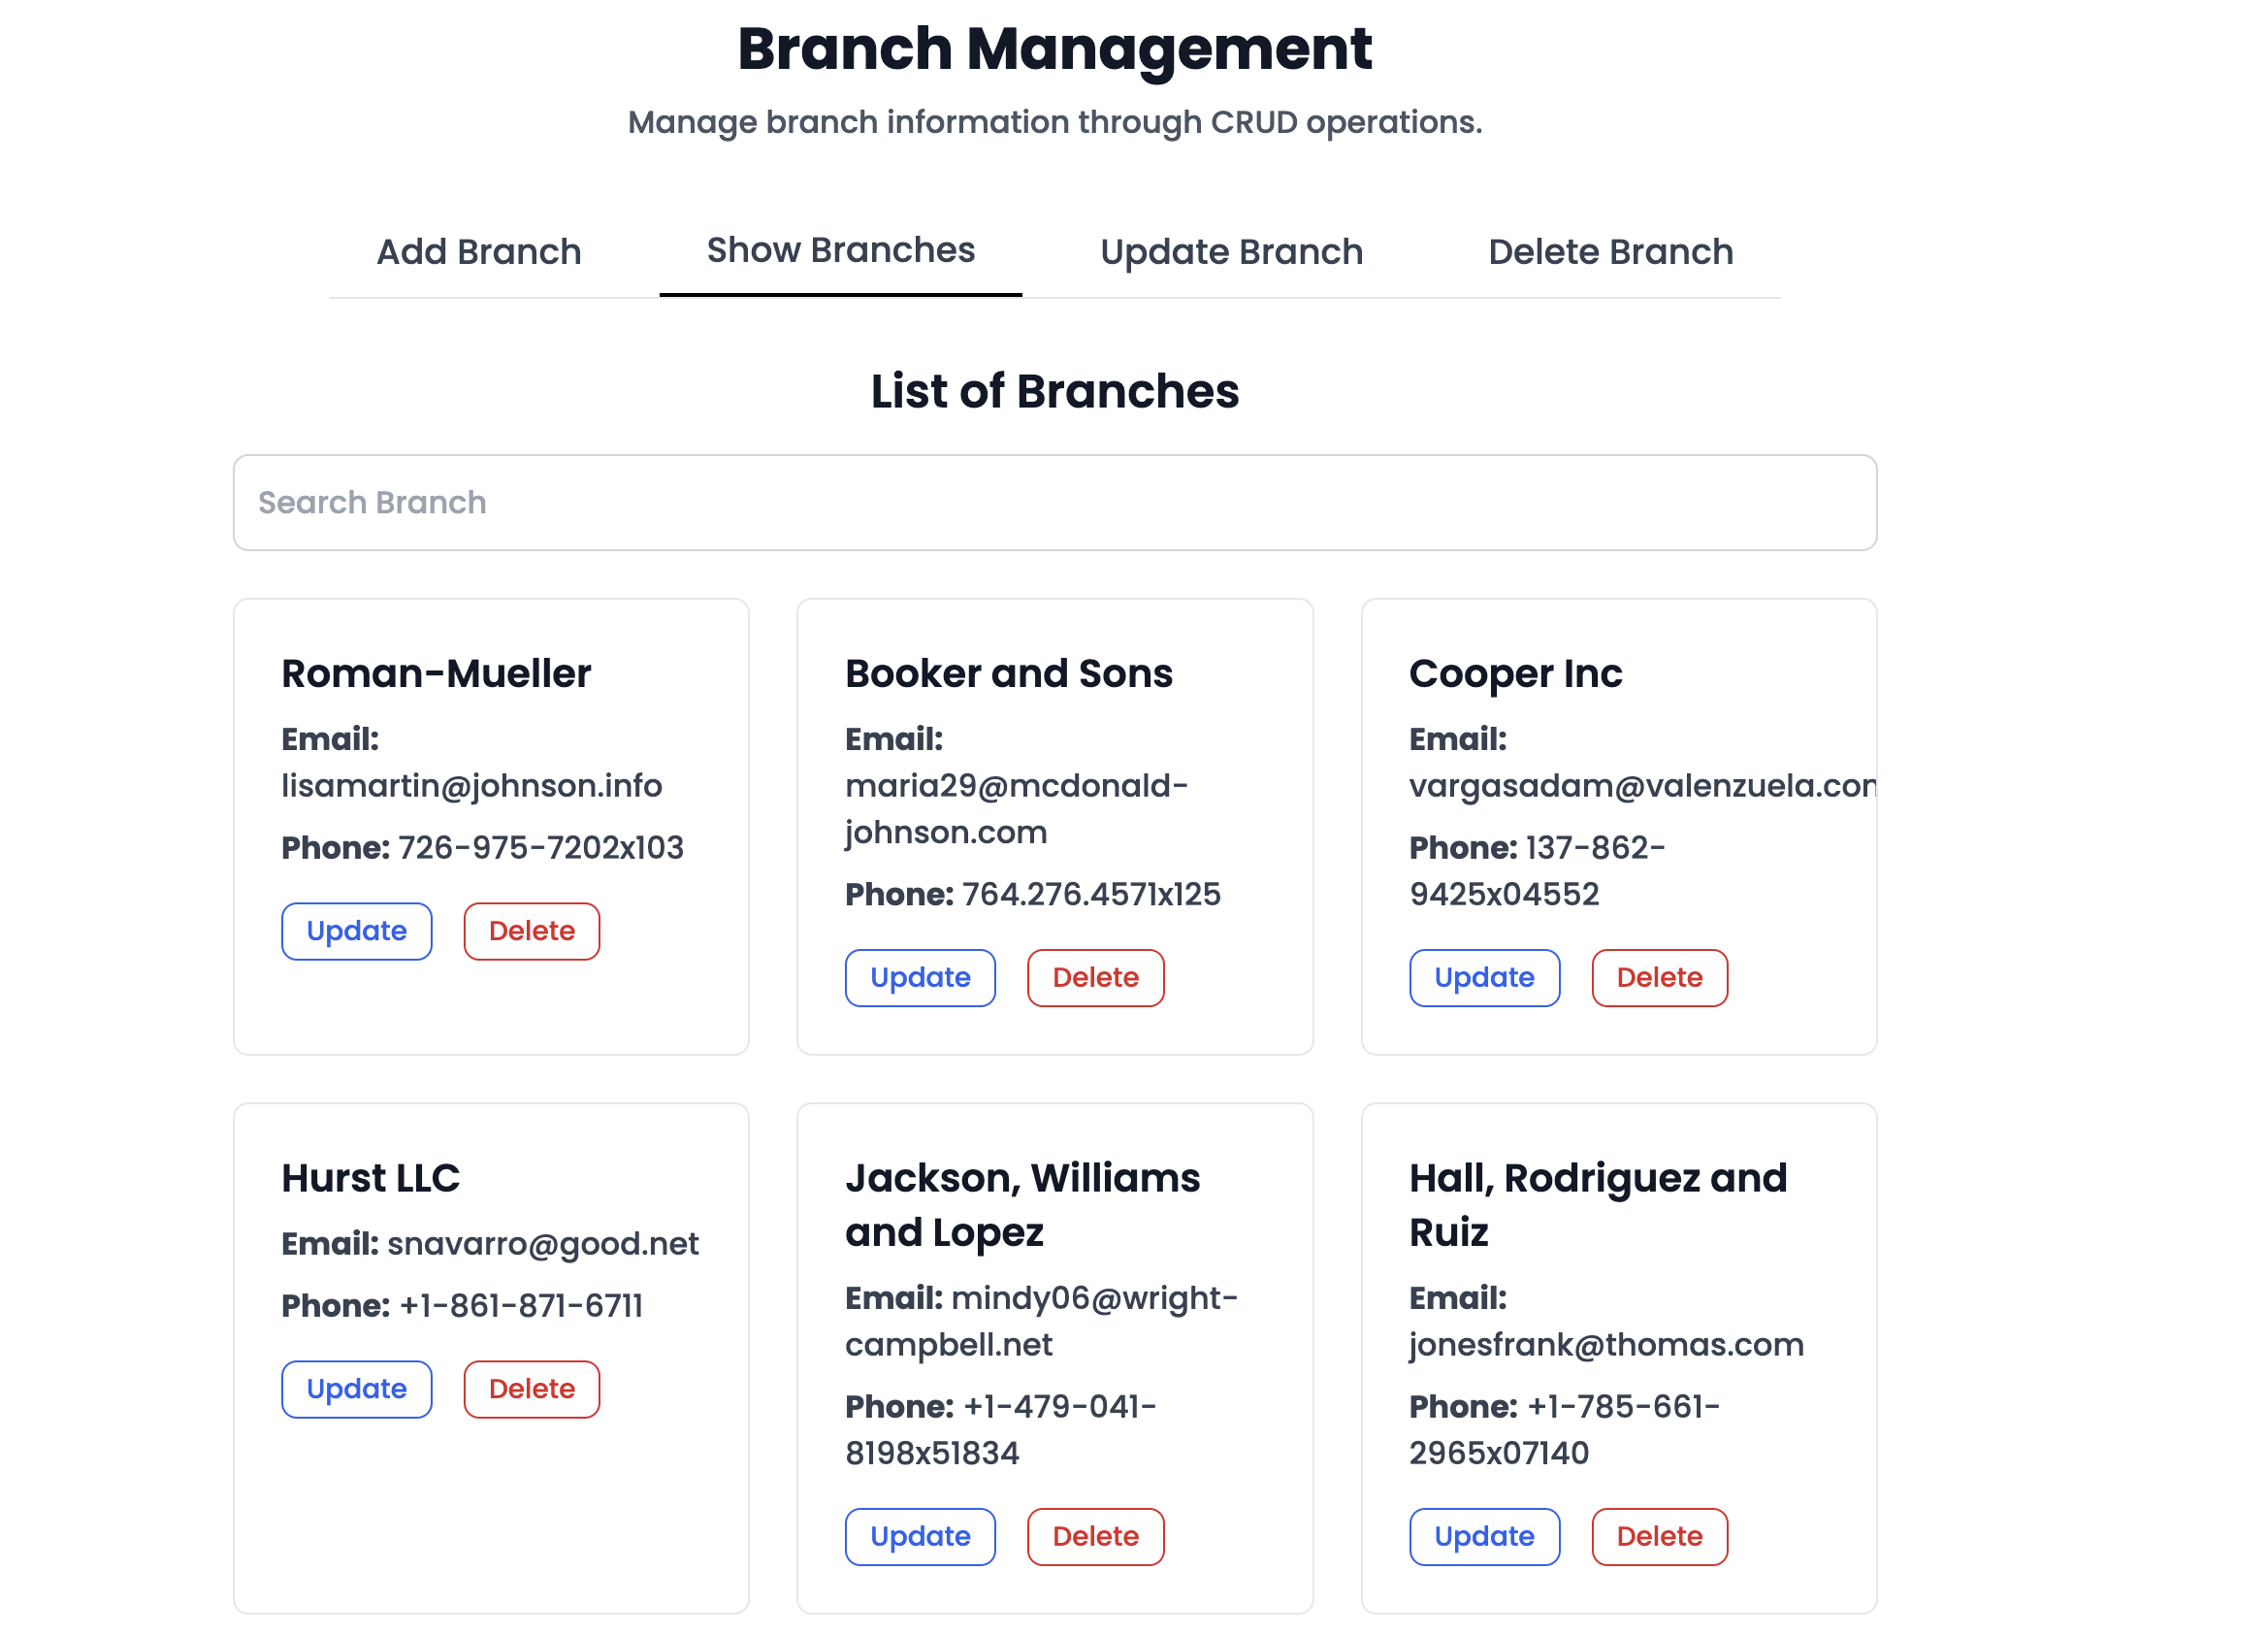 Branch Management
Manage branch information through CRUD operations.
Add Branch Show Branches Update Branch Delete Branch
List of Branches
Search Branch
Roman-Mueller
Email:
lisamartin@johnson.info
Phone: 726-975-7202x103
Update Delete
Booker and Sons
Email:
maria29@mcdonald-
johnson.com
Phone: 764.276.4571x125
Update Delete
Cooper Inc
Email:
Phone: 137-862-
9425x04552
Update Delete
Hurst LLC
Email: snavarro@good.net
Phone: +1-861-871-6711
Update Delete
Jackson, Williams
and Lopez
Email: mindy06@wright-
campbell.net
Phone: +1-479-041-
8198x51834
Update Delete
Hall, Rodriguez and
Ruiz
Email:
jonesfrank@thomas.com
Phone: +1-785-661-
2965x07140
Update Delete